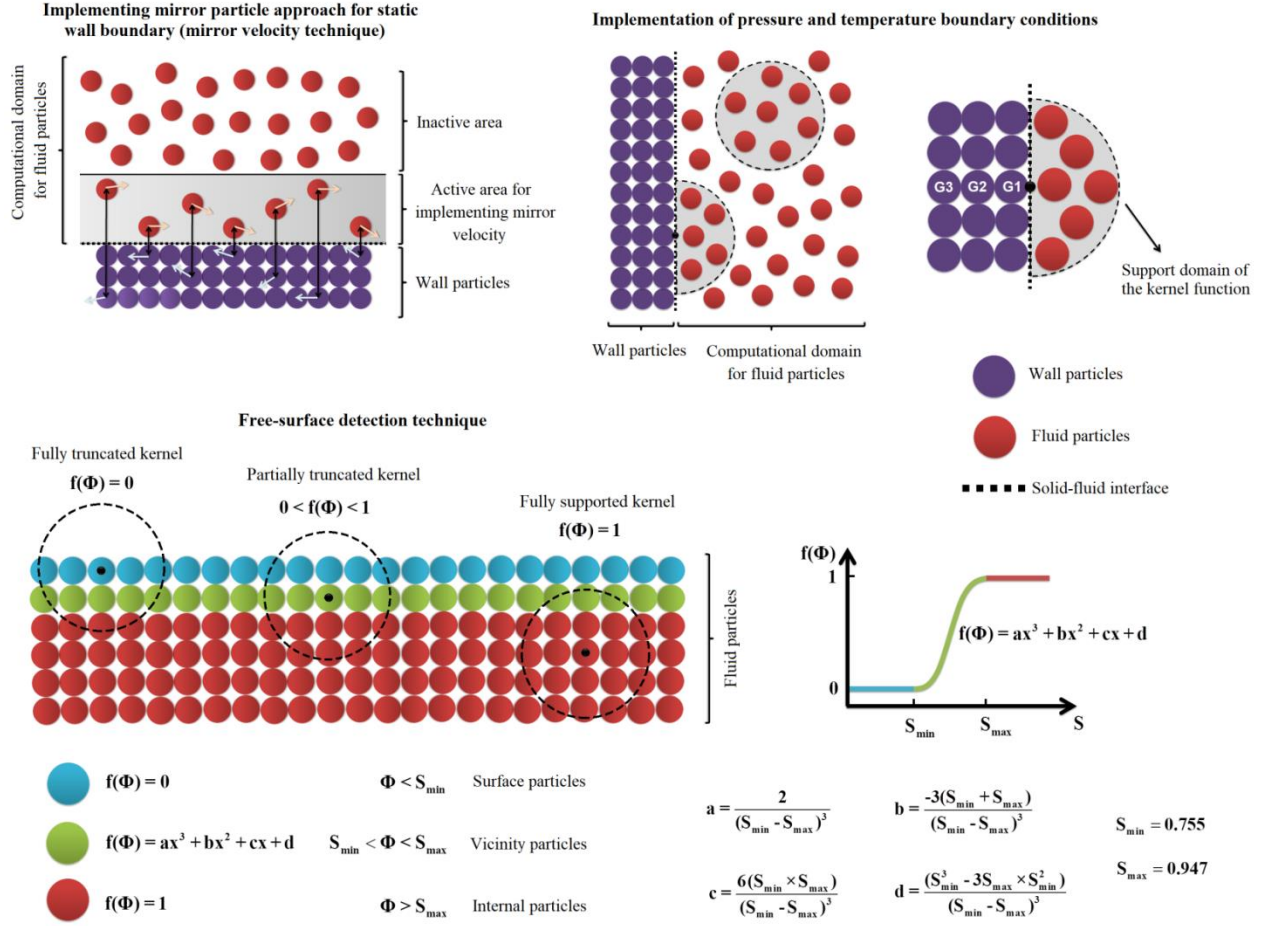 Implementing mirror particle approach for static
wall boundary (mirror velocity technique)
Computational domain
for fluid particles
Inactive area
Active area for
implementing mirror
velocity
Wall particles
Implementation of pressure and temperature boundary conditions
Wall particles
Computational domain
for fluid particles
G3 G2 G1
Support domain of
the kernel function
Wall particles
Fluid particles
Solid-fluid interface
Free-surface detection technique
Fully truncated kernel
f(Φ) = 0
Partially truncated kernel
0 < f(Φ) < 1
Fully supported kernel
f(Φ) = 1
Fluid particles
f(Φ)
1
f(Φ) = ax³ + bx² + cx + d
0
S_min
S_max
S
f(Φ) = 0 Φ < S_min Surface particles
f(Φ) = ax³ + bx² + cx + d S_min < Φ < S_max Vicinity particles
f(Φ) = 1 Φ > S_max Internal particles
a = 2 / (S_min - S_max)³
b = -3(S_min + S_max) / (S_min - S_max)³
S_min = 0.755
S_max = 0.947
c = 6(S_min × S_max) / (S_min - S_max)³
d = (S³_min - 3S_max × S²_min) / (S_min - S_max)³